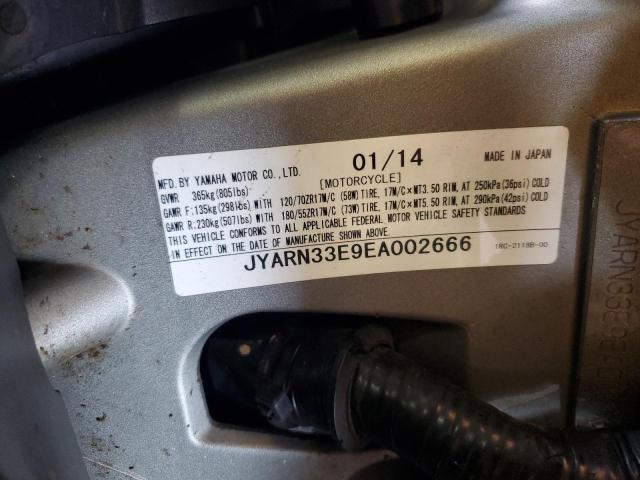 MFD. BY YAMAHA MOTOR CO., LTD. 01/14 MADE IN JAPAN
[MOTORCYCLE]
GVWR 365kg(805lbs)
GAWR F:135kg(298lbs)WITH 120/70ZR17M/C (58W)TIRE, 17M/C×MT3.50 RIM, AT 250kPa(36psi)COLD
GAWR R:230kg(507lbs)WITH 180/55ZR17M/C (73W)TIRE, 17M/C×MT5.50 RIM, AT 290kPa(42psi)COLD
THIS VEHICLE CONFORMS TO ALL APPLICABLE FEDERAL MOTOR VEHICLE SAFETY STANDARDS
IN EFFECT ON THE DATE OF MANUFACTURE SHOWN ABOVE.
JYARN33E9EA002666 1RC-2118B-00
JYARN33E9E